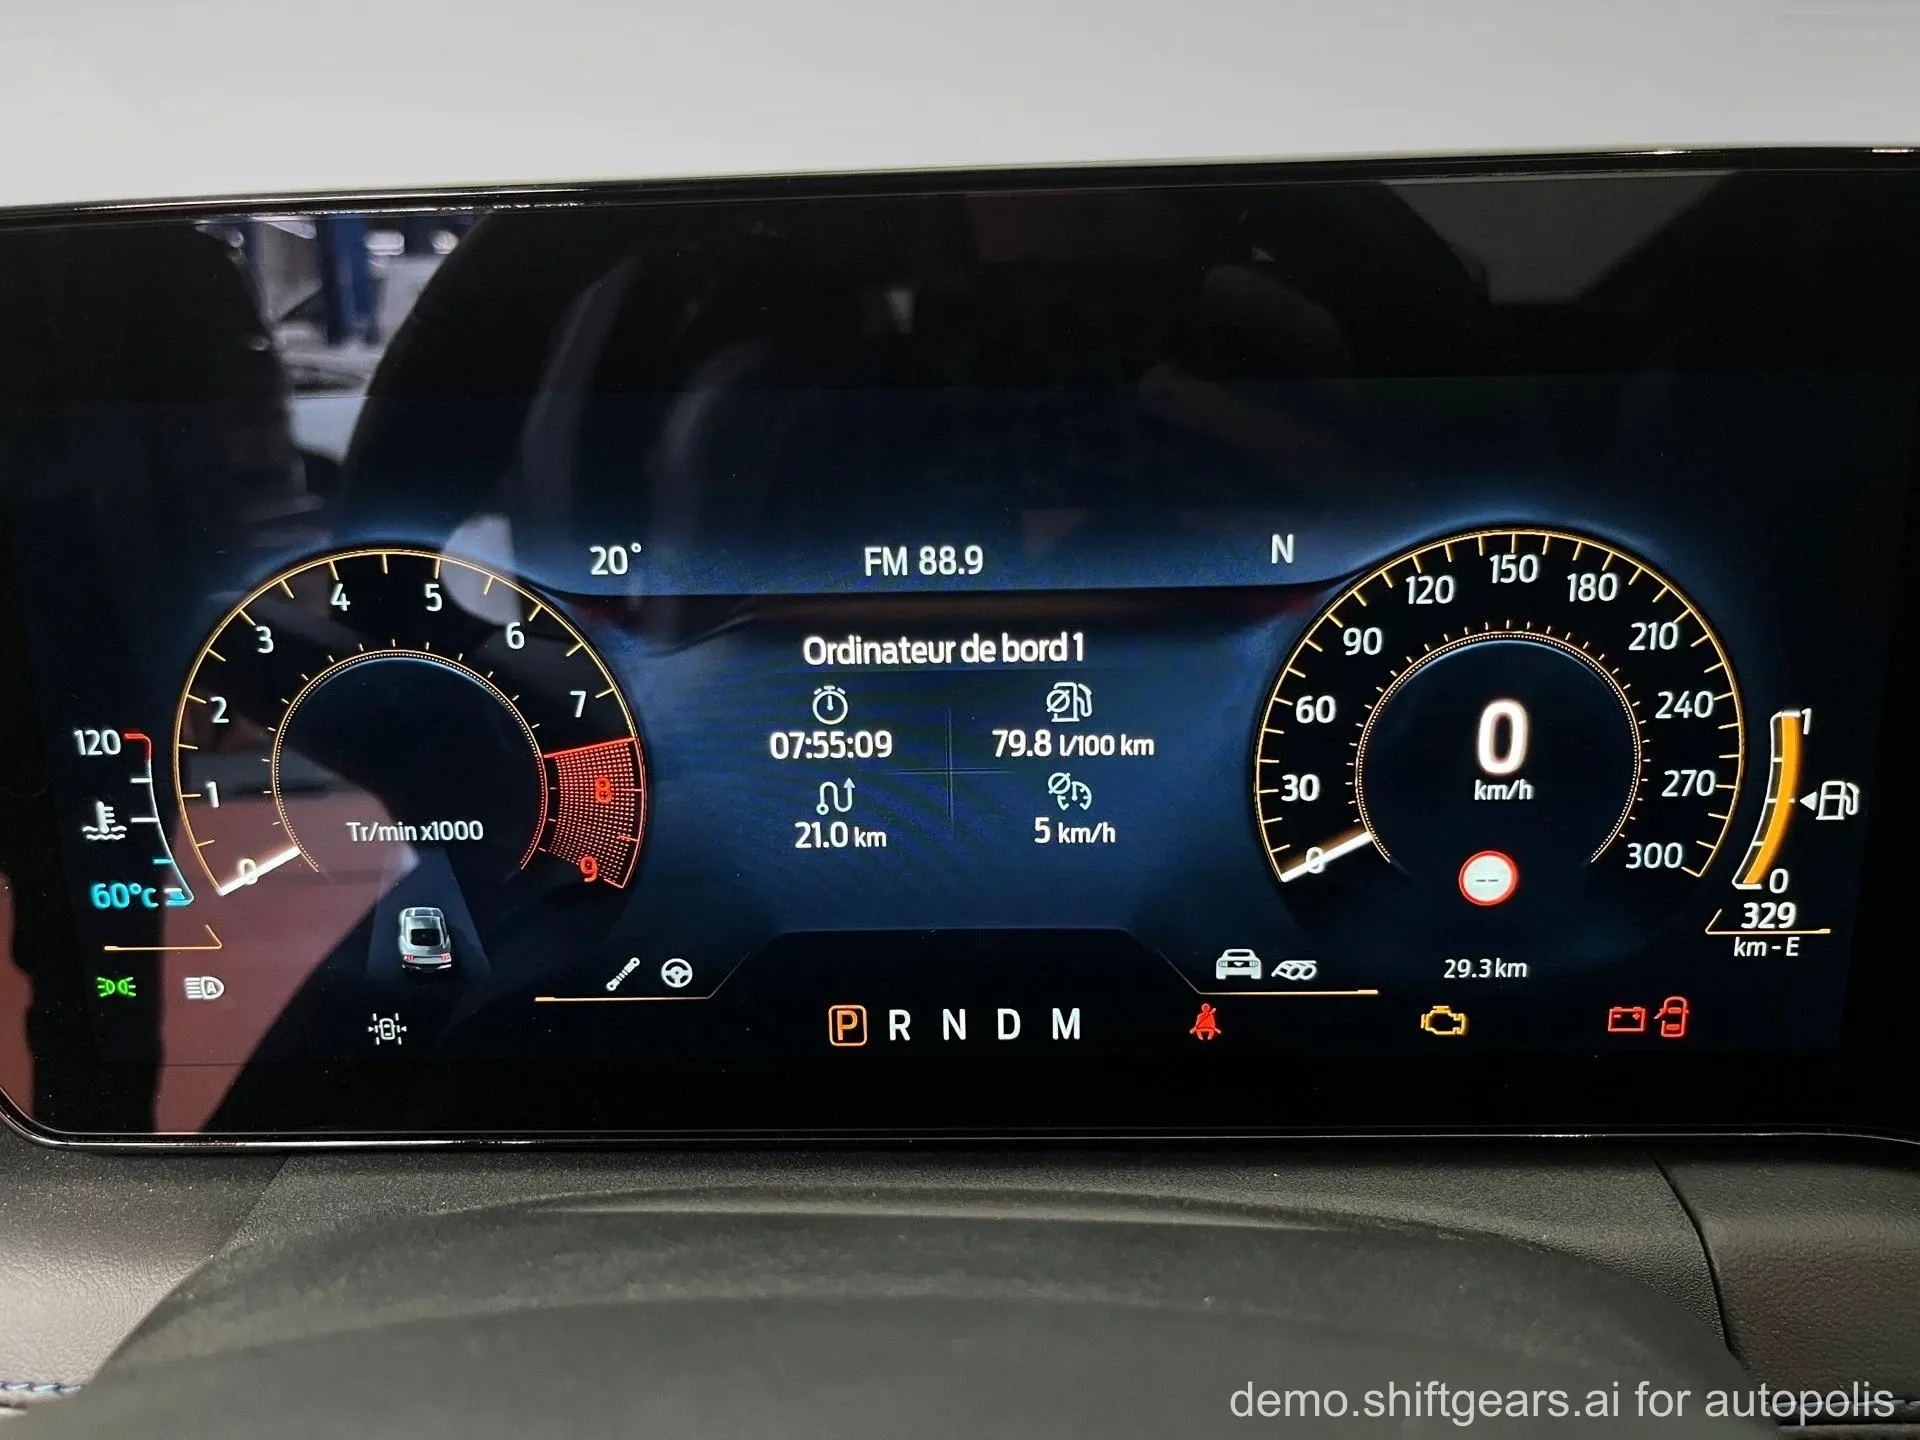 20° FM 88.9 N
Ordinateur de bord 1
07:55:09 79.8 l/100 km
21.0 km 5 km/h
0 1 2 3 4 5 6 7 8 9
Tr/min x1000
120
60°C
0 30 60 90 120 150 180 210 240 270 300
0
km/h
--
1
0
329
km - E
29.3 km
A
P R N D M
demo.shiftgears.ai for autopolis